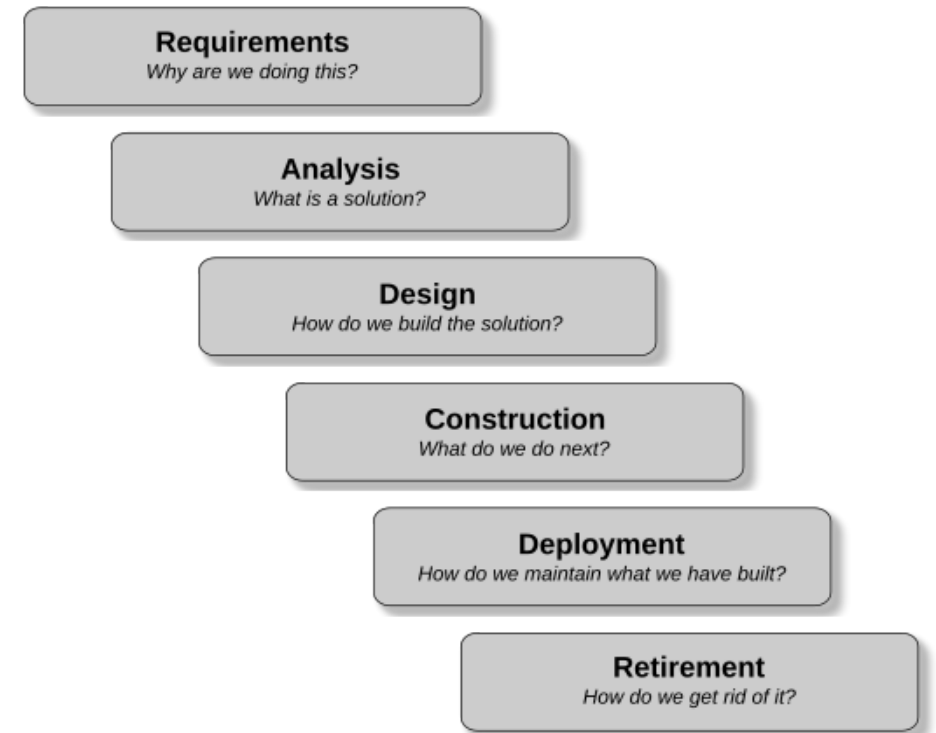 Requirements
Why are we doing this?
Analysis
What is a solution?
Design
How do we build the solution?
Construction
What do we do next?
Deployment
How do we maintain what we have built?
Retirement
How do we get rid of it?